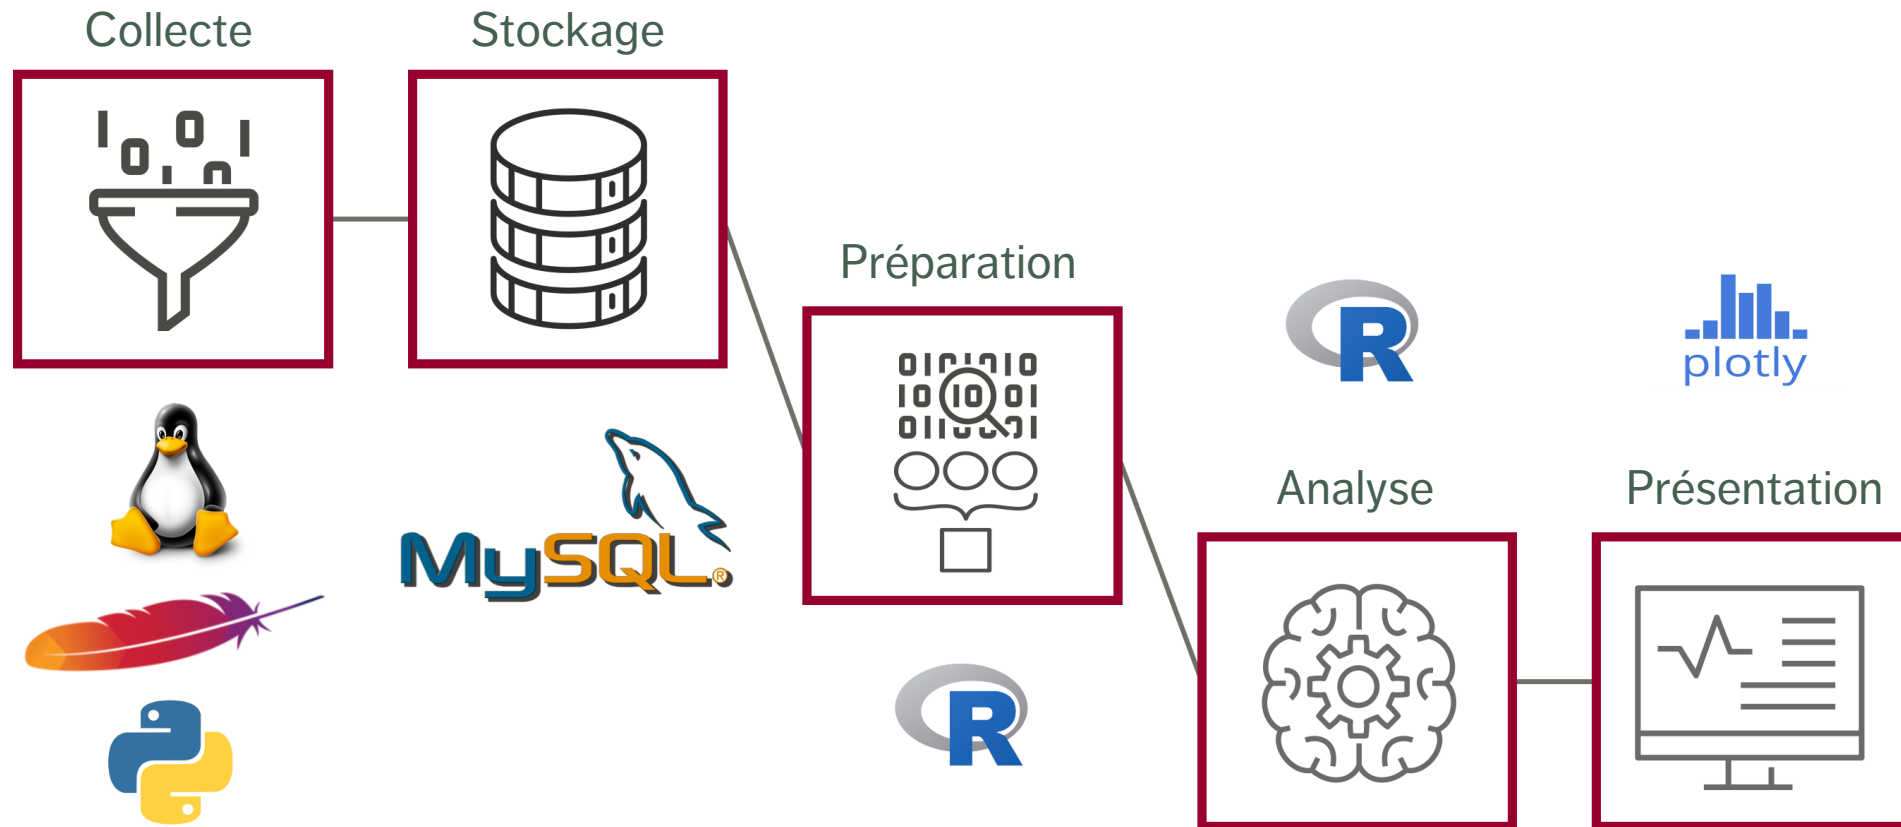 Collecte
Stockage
Préparation
Analyse
Présentation
MySQL®
R
R
plotly